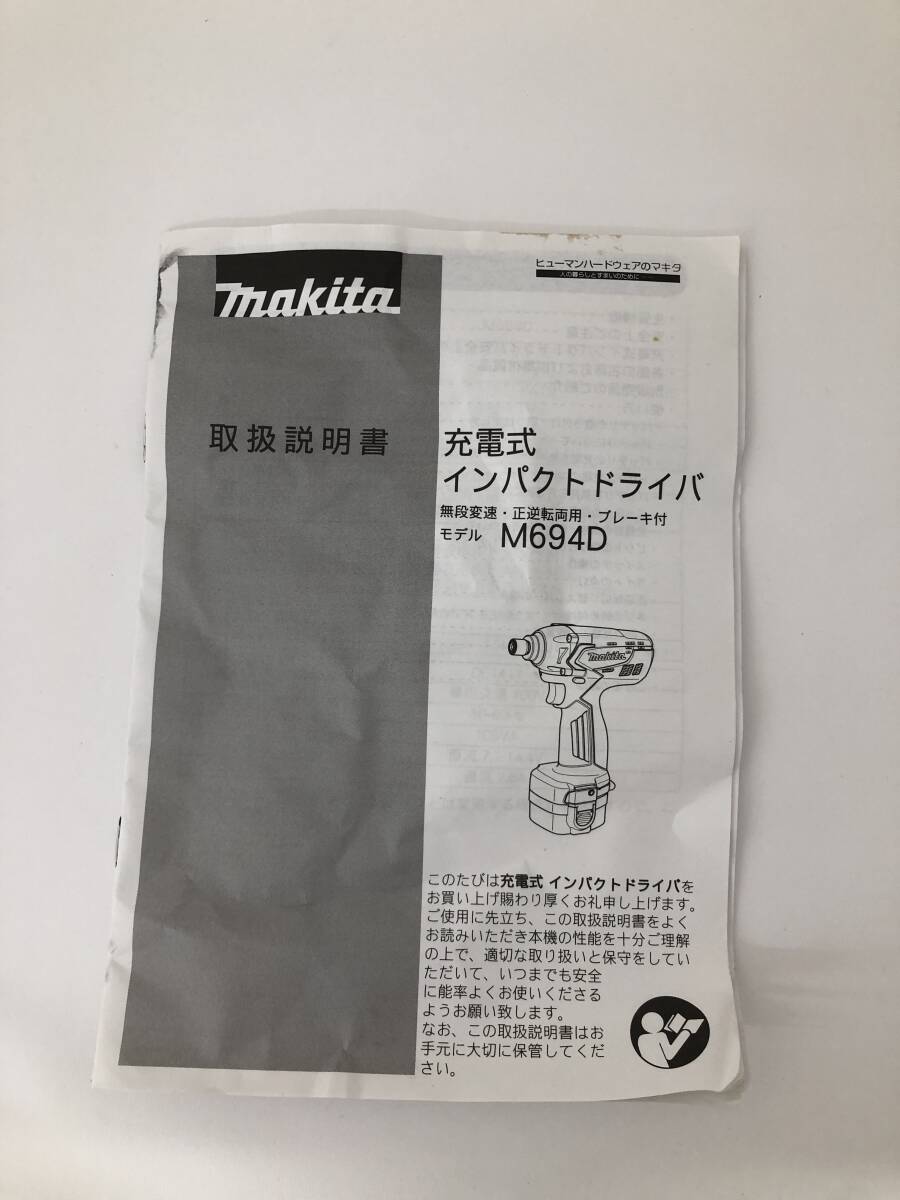 makita
ヒューマンハードウェアのマキタ
人の暮らしとすまいのために
取扱説明書
充電式
インパクトドライバ
無段変速・正逆転両用・ブレーキ付
モデル M694D
makita
このたびは充電式 インパクトドライバを
お買い上げ賜わり厚くお礼申し上げます。
ご使用に先立ち、この取扱説明書をよく
お読みいただき本機の性能を十分ご理解
の上で、適切な取り扱いと保守をしてい
ただいて、いつまでも安全
に能率よくお使いくださる
ようお願い致します。
なお、この取扱説明書はお
手元に大切に保管してくだ
さい。